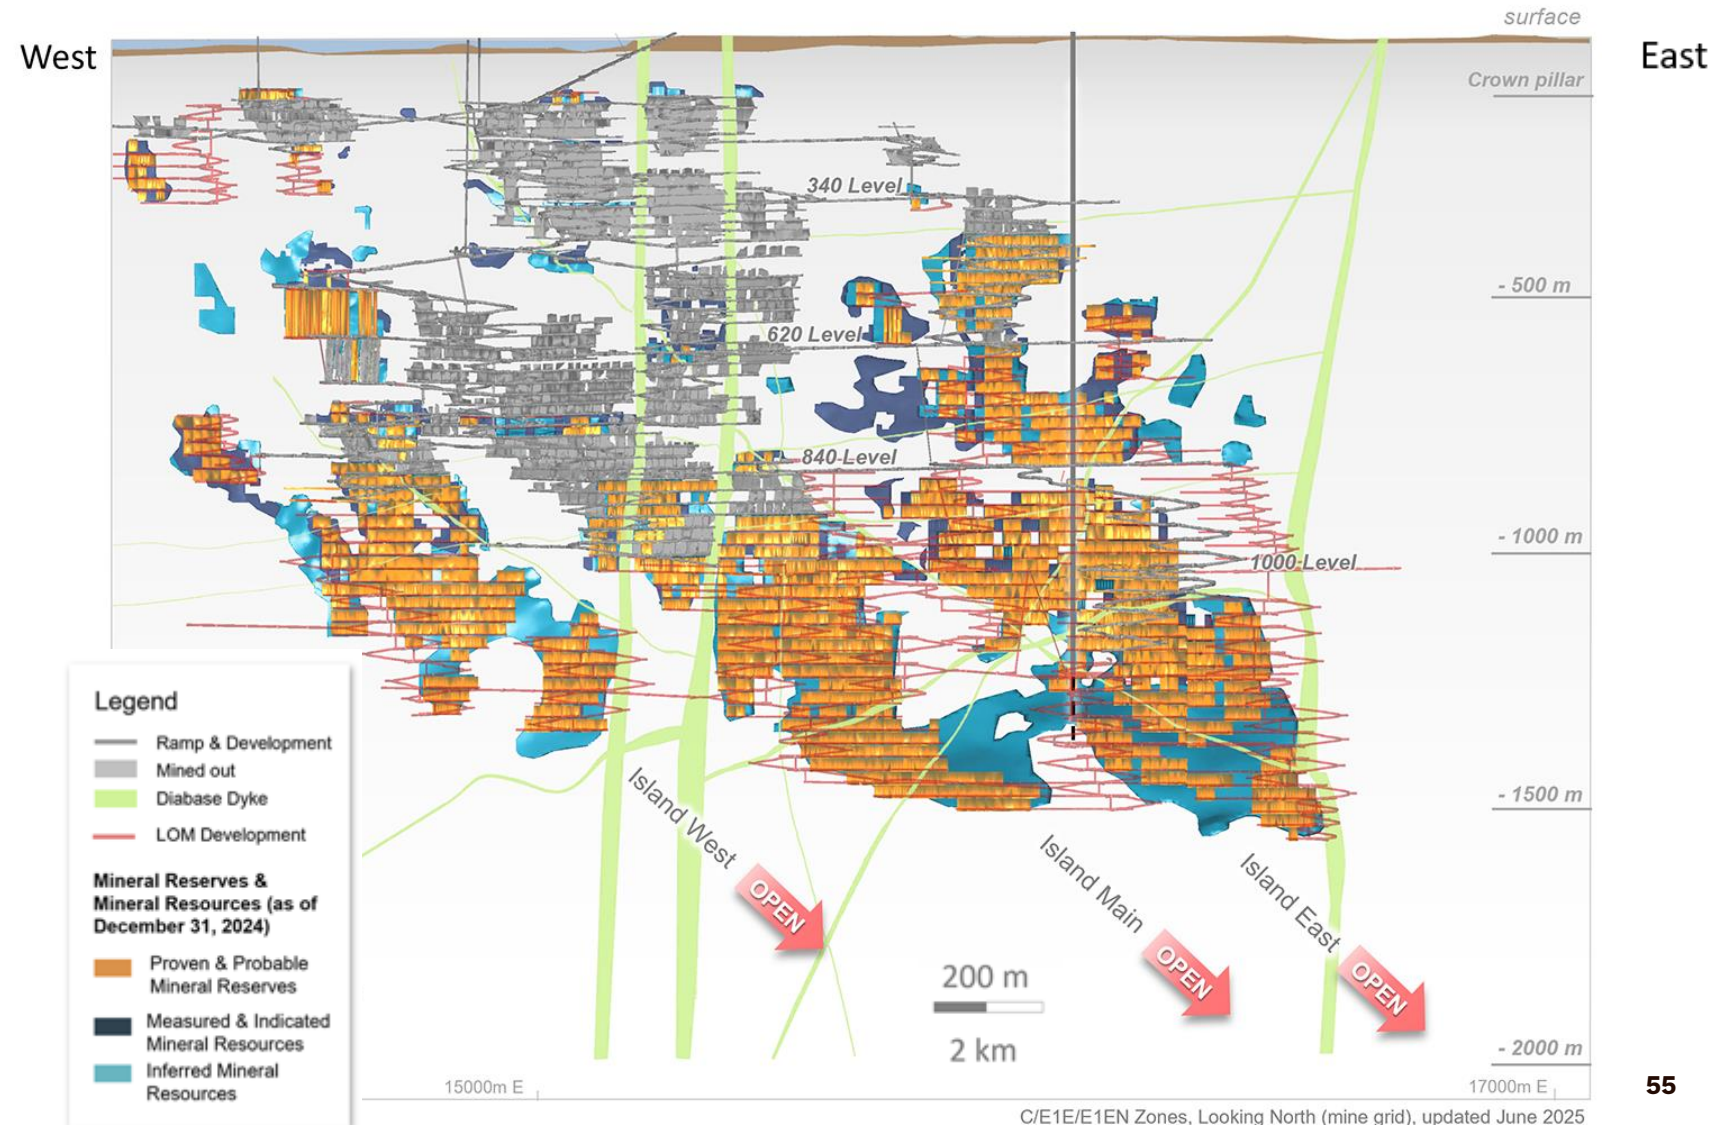 surface
West
East
Crown pillar
340 Level
- 500 m
620 Level
840 Level
- 1000 m
1000 Level
Legend
Ramp & Development
Mined out
Diabase Dyke
LOM Development
Mineral Reserves &
Mineral Resources (as of
December 31, 2024)
Proven & Probable
Mineral Reserves
Measured & Indicated
Mineral Resources
Inferred Mineral
Resources
- 1500 m
Island West
OPEN
Island Main
OPEN
Island East
OPEN
200 m
2 km
- 2000 m
15000m E
17000m E
55
C/E1E/E1EN Zones, Looking North (mine grid), updated June 2025